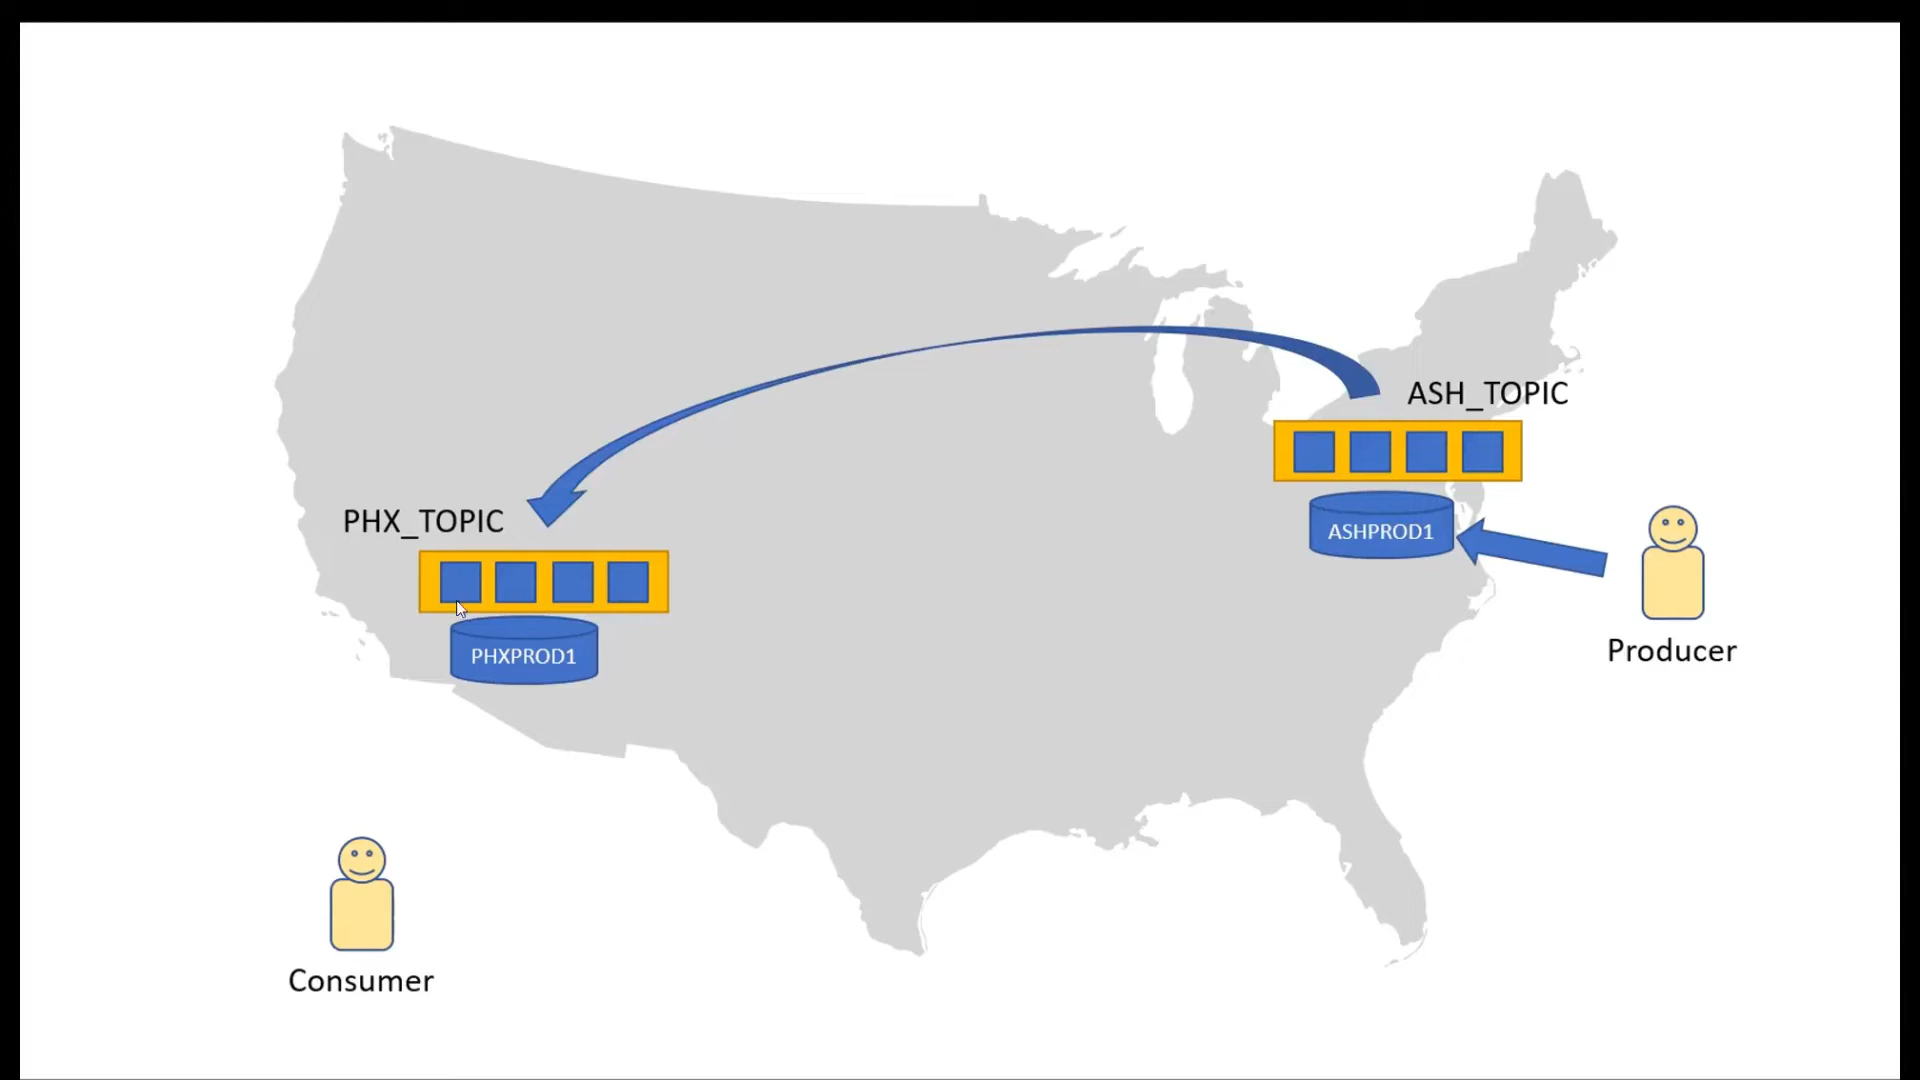 ASH_TOPIC
PHX_TOPIC
ASHPROD1
PHXPROD1
Producer
Consumer